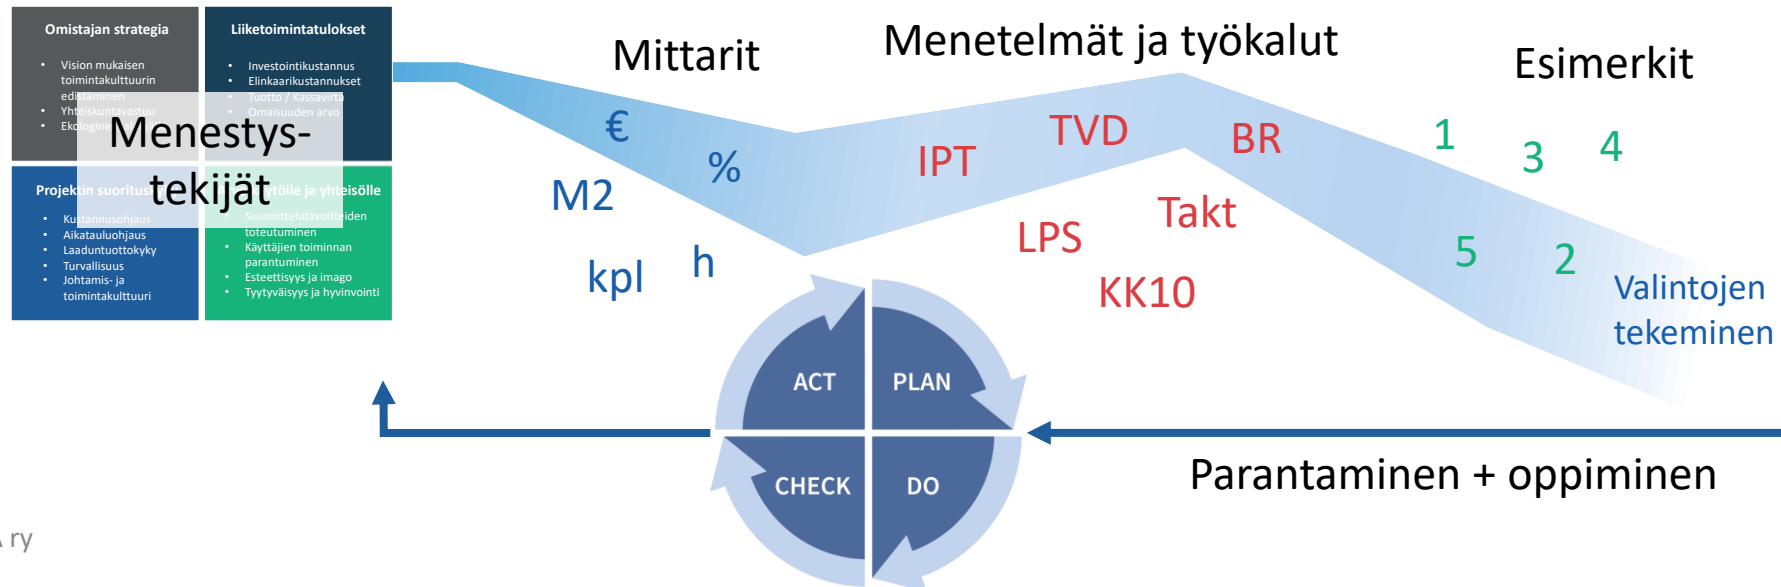 Omistajan strategia
• Vision mukaisen
toimintakulttuurin
edistäminen
• Yhteiskuntavastuu
Liiketoimintatulokset
• Investointikustannus
• Elinkaarikustannukset
• Tuotto / Kassavirta
• Omaisuuden arvo
Menestys-
tekijät
Projektin
• Kustannusohjaus
• Aikatauluohjaus
• Laaduntuottokyky
• Turvallisuus
• Johtamis- ja
toimintakulttuuri
ja yhteisölle
• Suunnittelutavoitteiden
toteutuminen
• Käyttäjien toiminnan
parantuminen
• Esteettisyys ja imago
• Tyytyväisyys ja hyvinvointi
Mittarit
€
%
M2
h
kpl
Menetelmät ja työkalut
TVD
BR
IPT
Takt
LPS
KK10
Esimerkit
1
3
4
5
2
Valintojen
tekeminen
ACT
PLAN
CHECK
DO
Parantaminen + oppiminen
ry